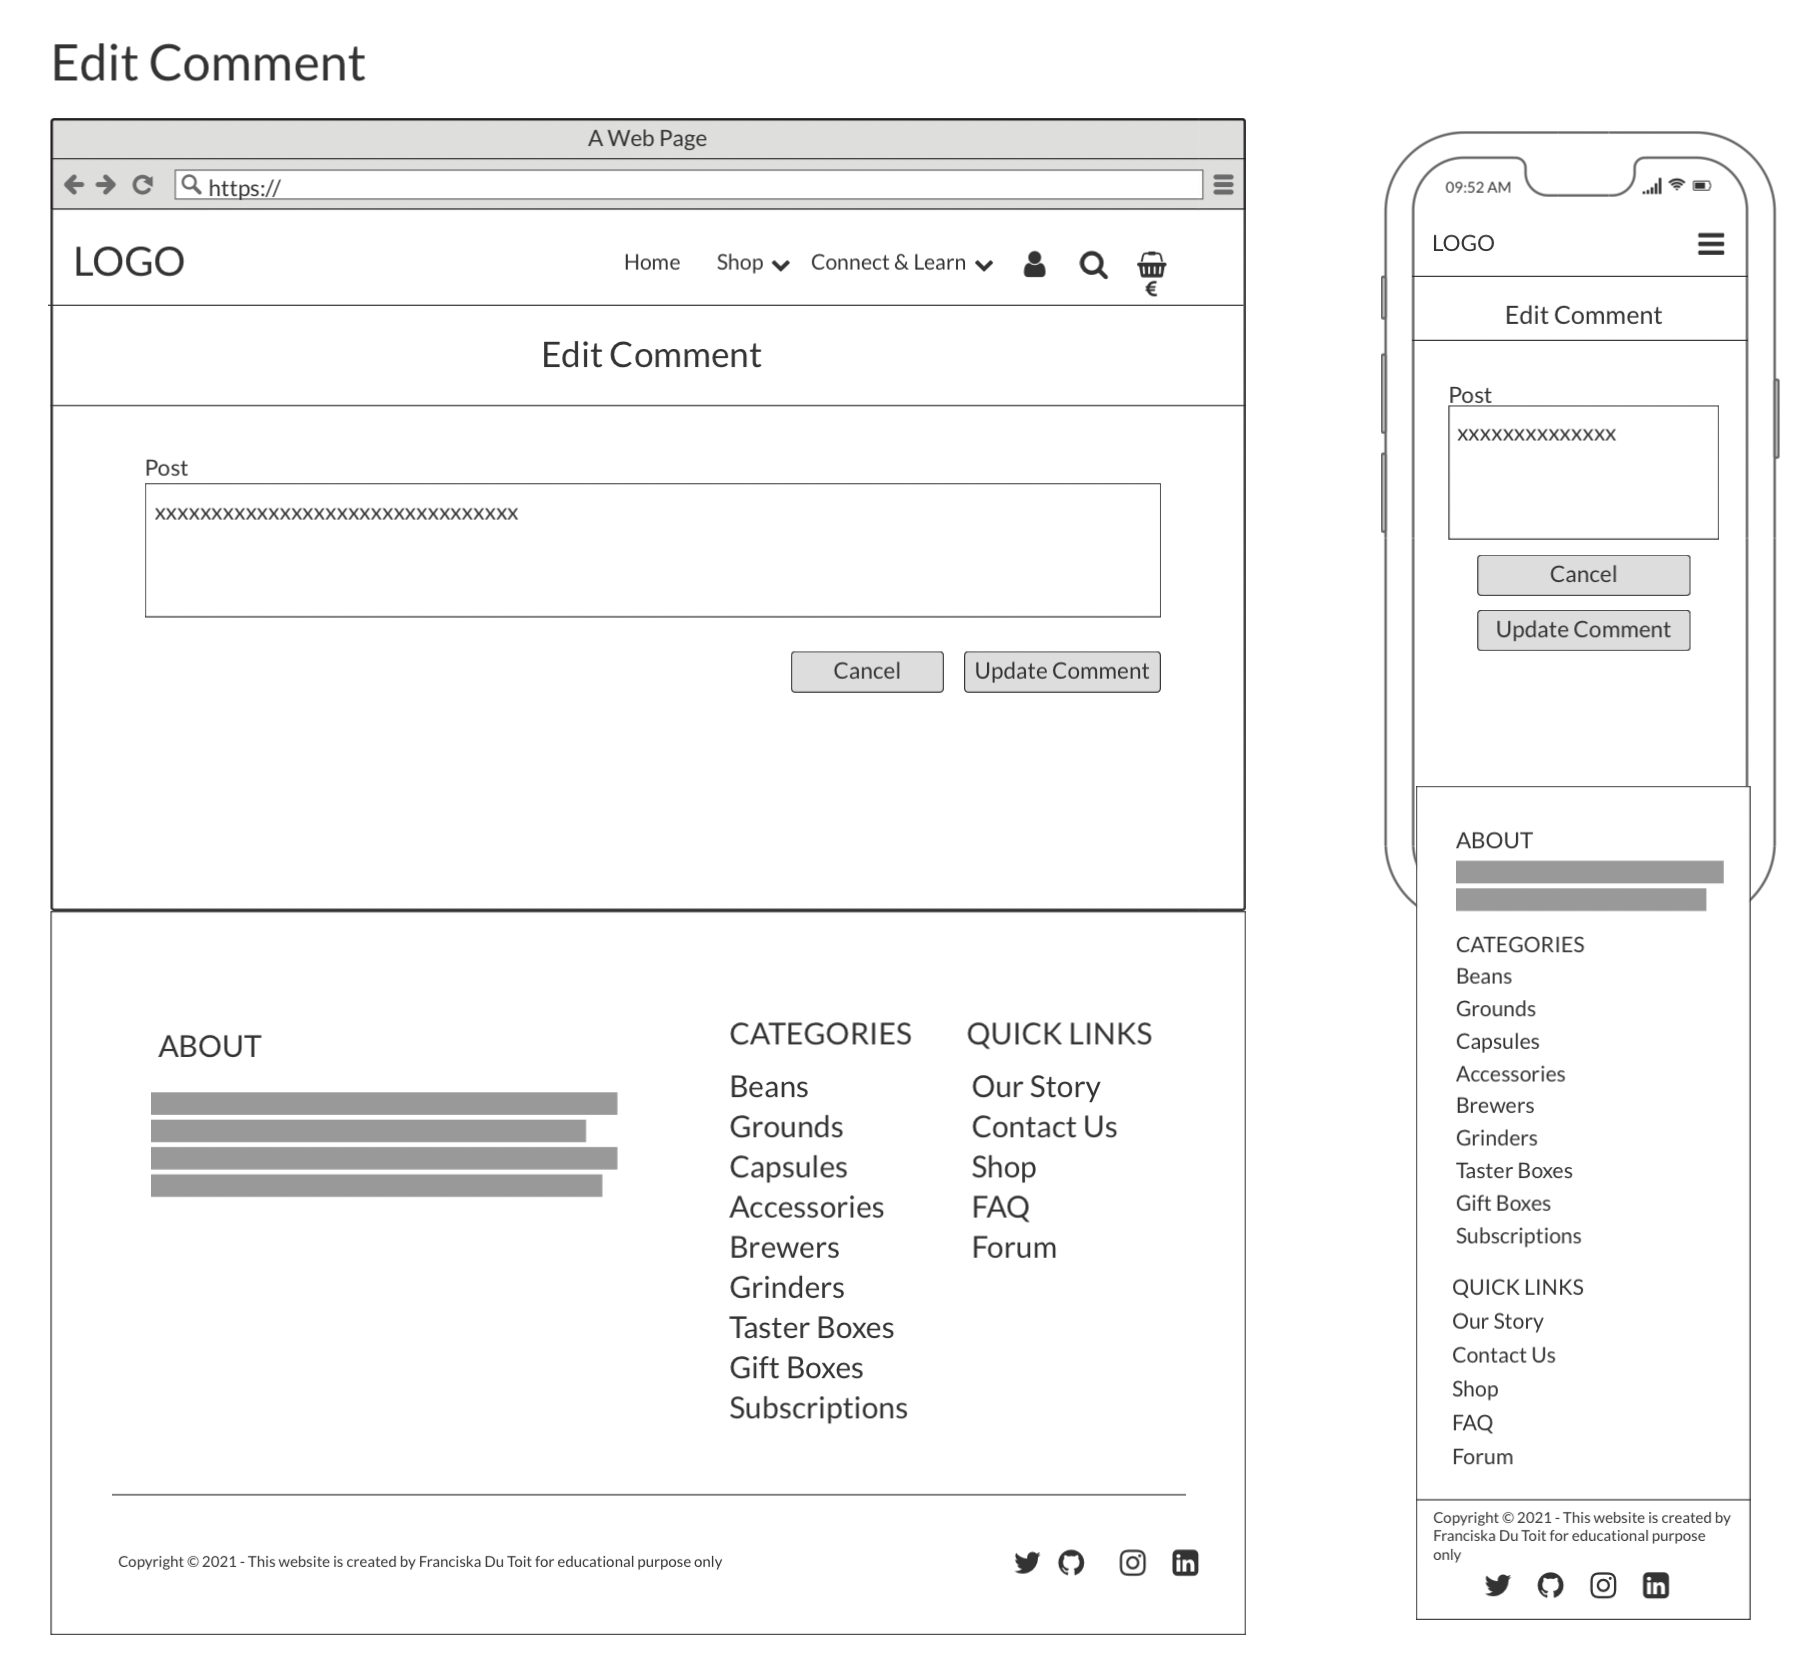 Edit Comment
A Web Page
https://
LOGO
Home
Shop
Connect & Learn
€
Edit Comment
Post
xxxxxxxxxxxxxxxxxxxxxxxxxxxxxxxx
Cancel
Update Comment
ABOUT
CATEGORIES
Beans
Grounds
Capsules
Accessories
Brewers
Grinders
Taster Boxes
Gift Boxes
Subscriptions
QUICK LINKS
Our Story
Contact Us
Shop
FAQ
Forum
Copyright © 2021 - This website is created by Franciska Du Toit for educational purpose only
in
09:52 AM
LOGO
Edit Comment
Post
xxxxxxxxxxxxxx
Cancel
Update Comment
ABOUT
CATEGORIES
Beans
Grounds
Capsules
Accessories
Brewers
Grinders
Taster Boxes
Gift Boxes
Subscriptions
QUICK LINKS
Our Story
Contact Us
Shop
FAQ
Forum
Copyright © 2021 - This website is created by
Franciska Du Toit for educational purpose
only
in